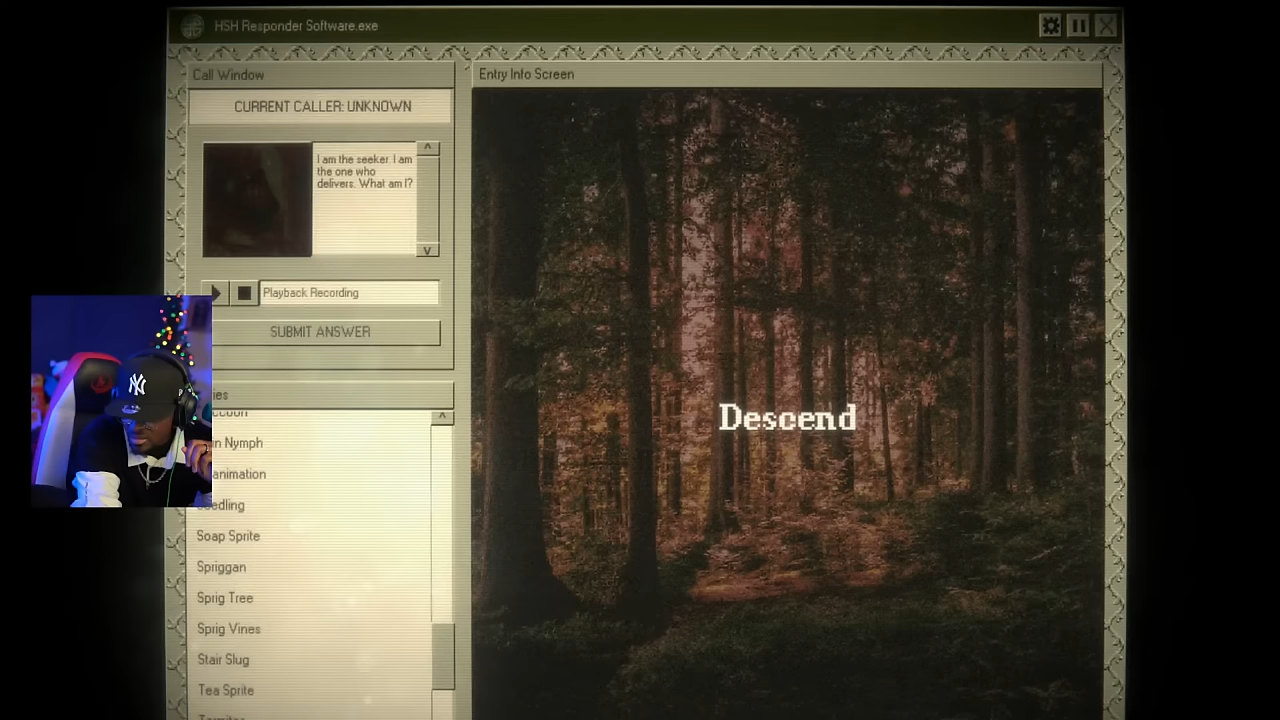 HSH Responder Software.exe
Call Window
CURRENT CALLER: UNKNOWN
I am the seeker. I am
the one who
delivers. What am I?
Playback Recording
SUBMIT ANSWER
Nymph
Soap Sprite
Spriggan
Sprig Tree
Sprig Vines
Stair Slug
Tea Sprite
Entry Info Screen
Descend
NY